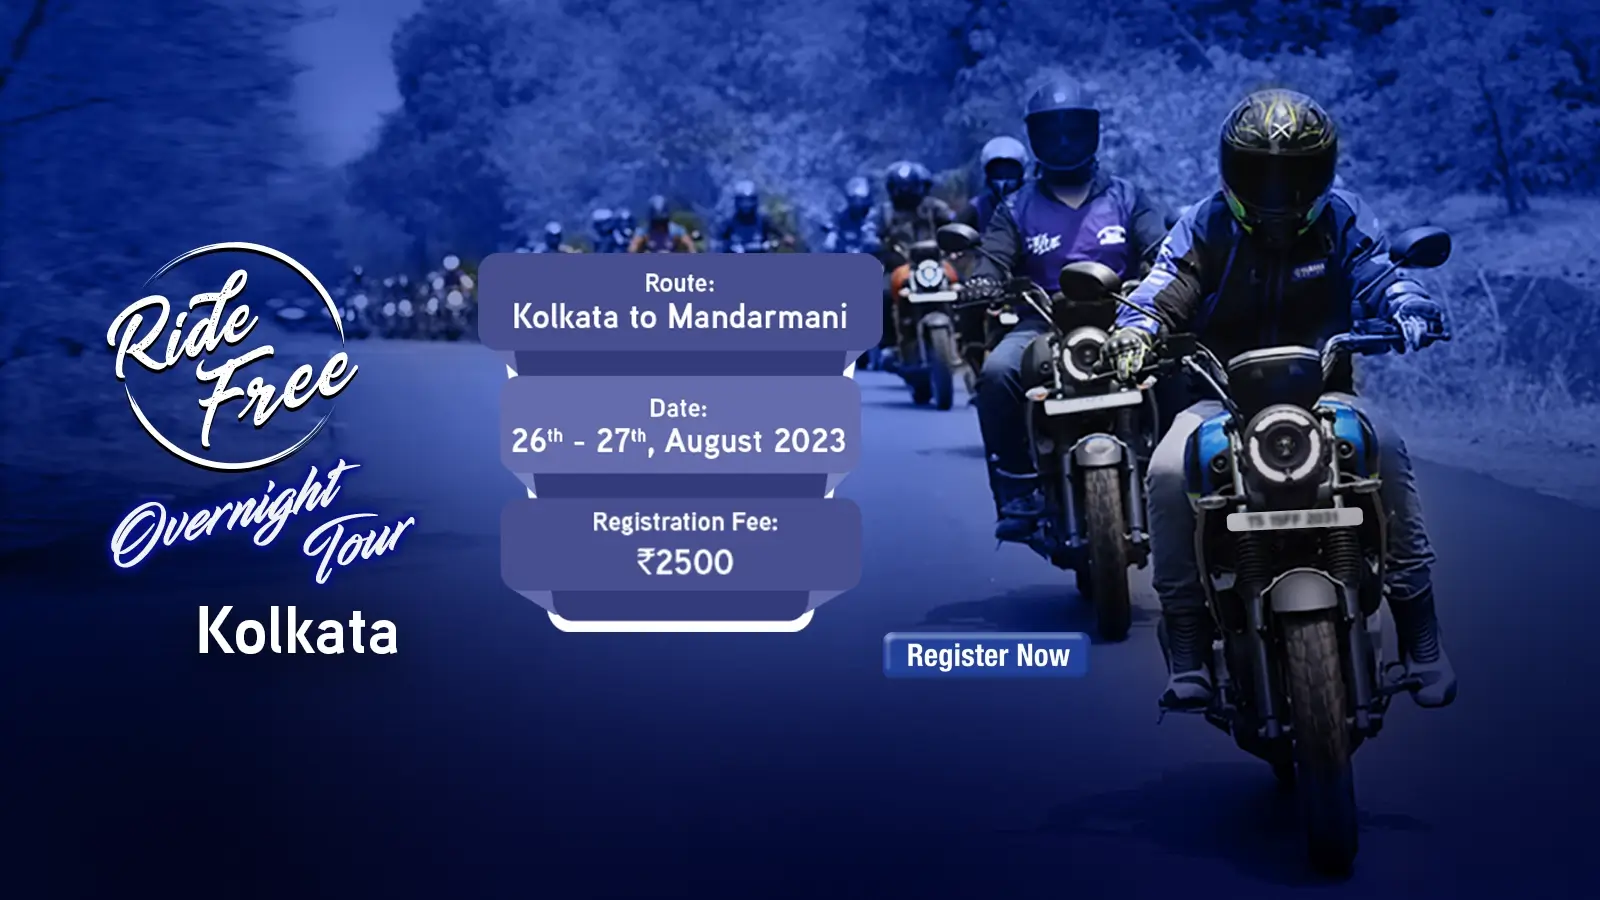 Ride
Free
Overnight
Tour
Kolkata
Route:
Kolkata to Mandarmani
Date:
26th - 27th, August 2023
Registration Fee:
₹2500
Register Now
YAMAHA